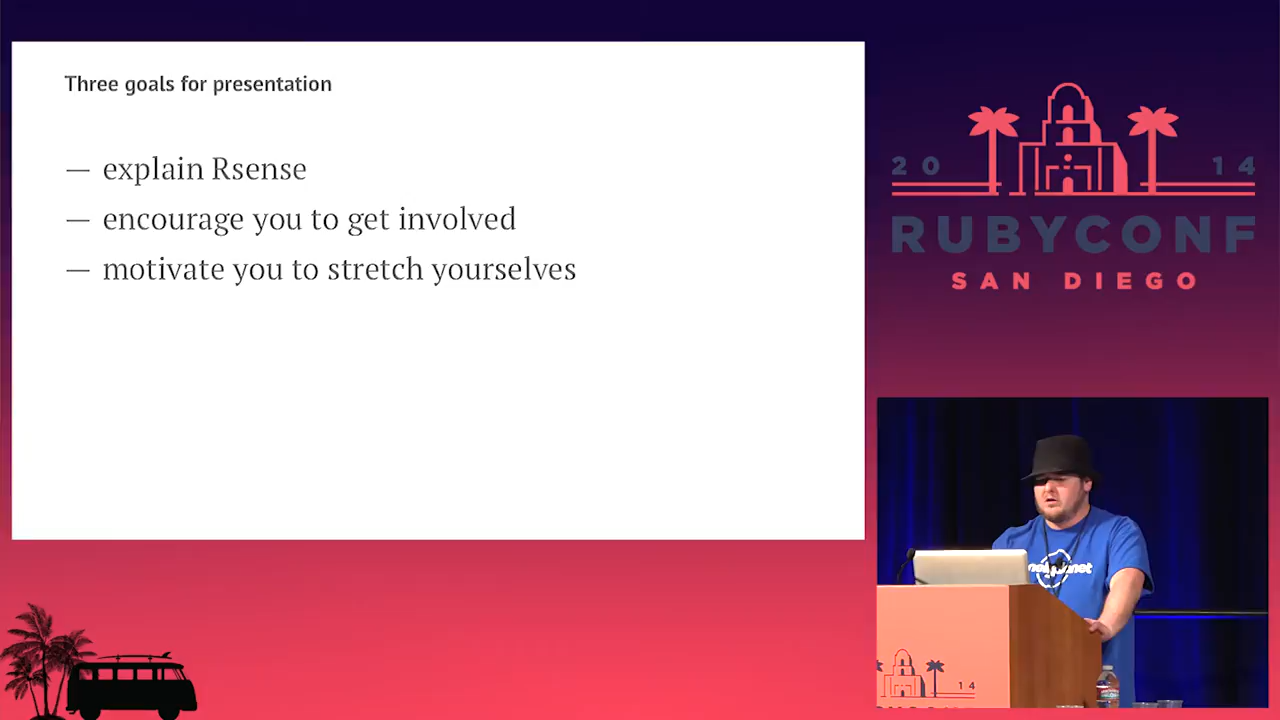 Three goals for presentation
— explain Rsense
— encourage you to get involved
— motivate you to stretch yourselves
20 14
RUBYCONF
SAN DIEGO
14